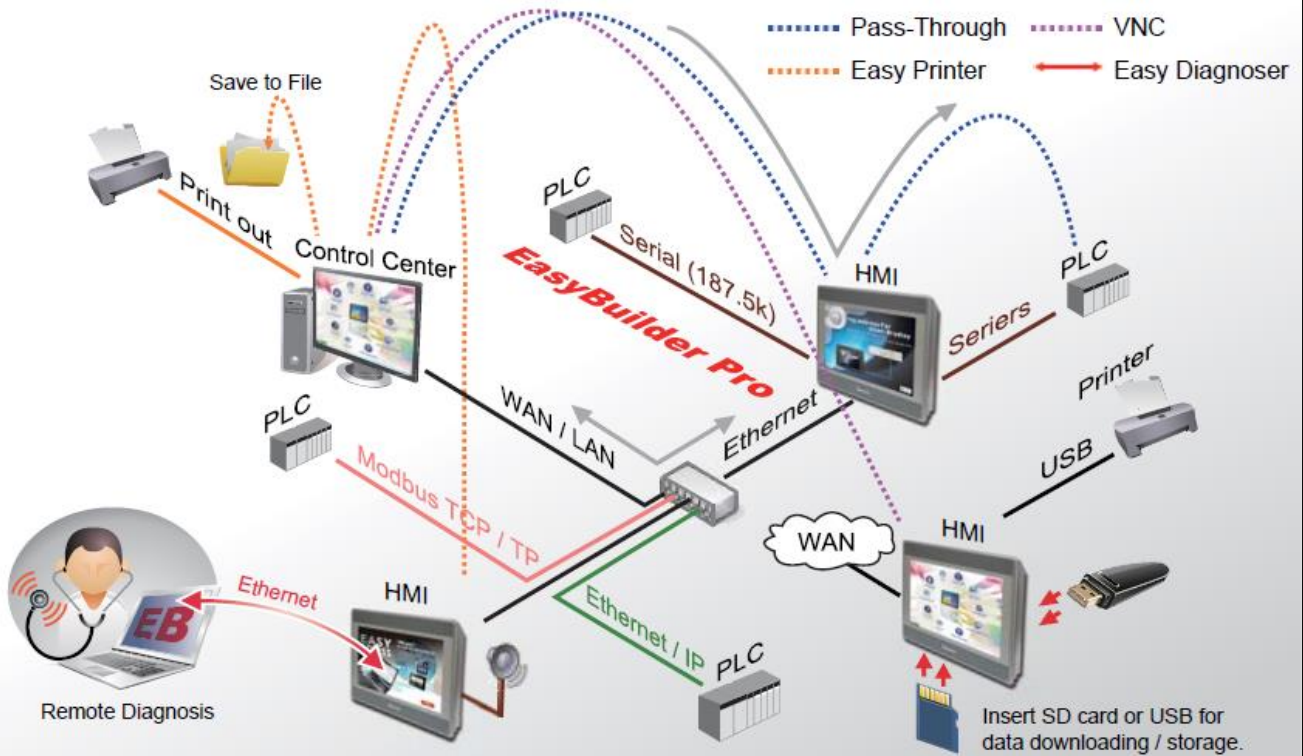 Pass-Through
VNC
Easy Printer
Easy Diagnoser
Save to File
Print out
Control Center
PLC
Serial (187.5k)
EasyBuilder Pro
HMI
PLC
Seriers
Printer
USB
WAN / LAN
Ethernet
PLC
Modbus TCP / TP
WAN
HMI
Ethernet
EB
HMI
EASY
Ethernet / IP
PLC
Remote Diagnosis
Insert SD card or USB for
data downloading / storage.